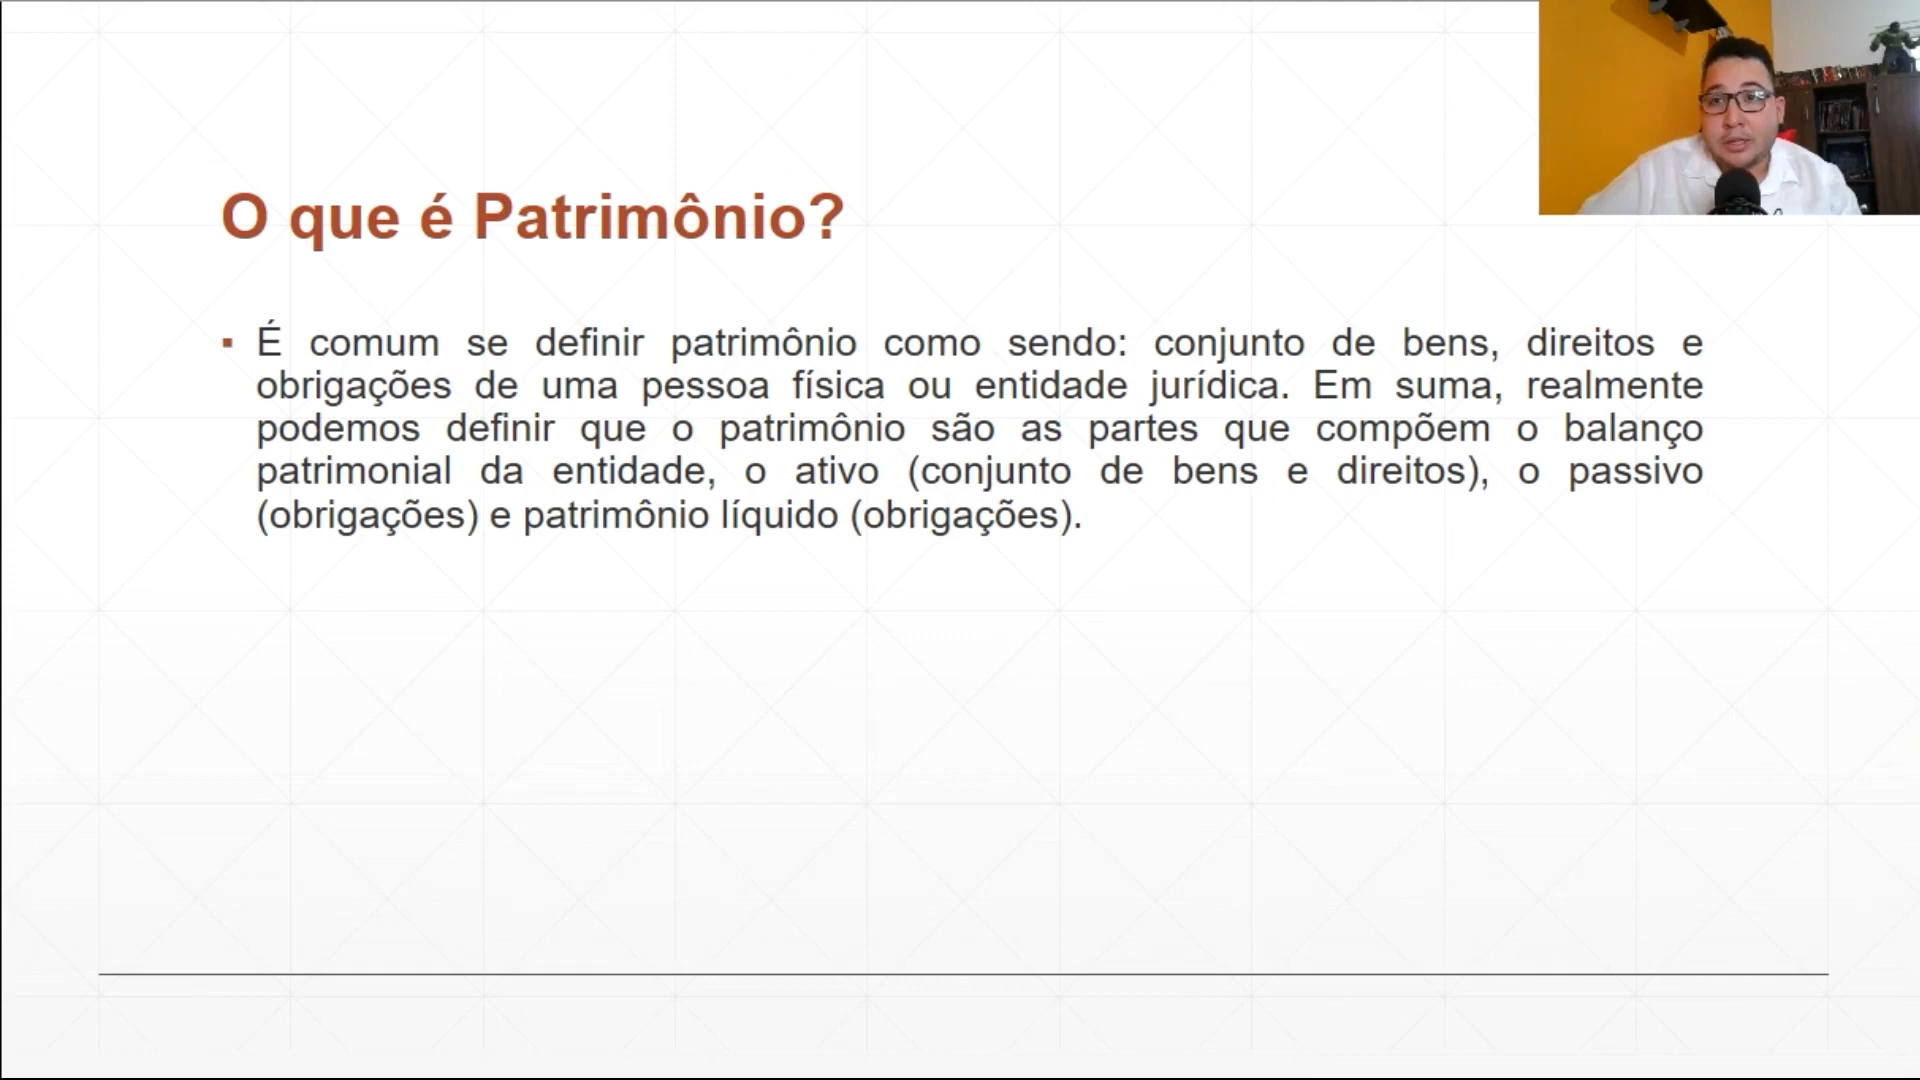 O que é Patrimônio?
É comum se definir patrimônio como sendo: conjunto de bens, direitos e
obrigações de uma pessoa física ou entidade jurídica. Em suma, realmente
podemos definir que o patrimônio são as partes que compõem o balanço
patrimonial da entidade, o ativo (conjunto de bens e direitos), o passivo
(obrigações) e patrimônio líquido (obrigações).